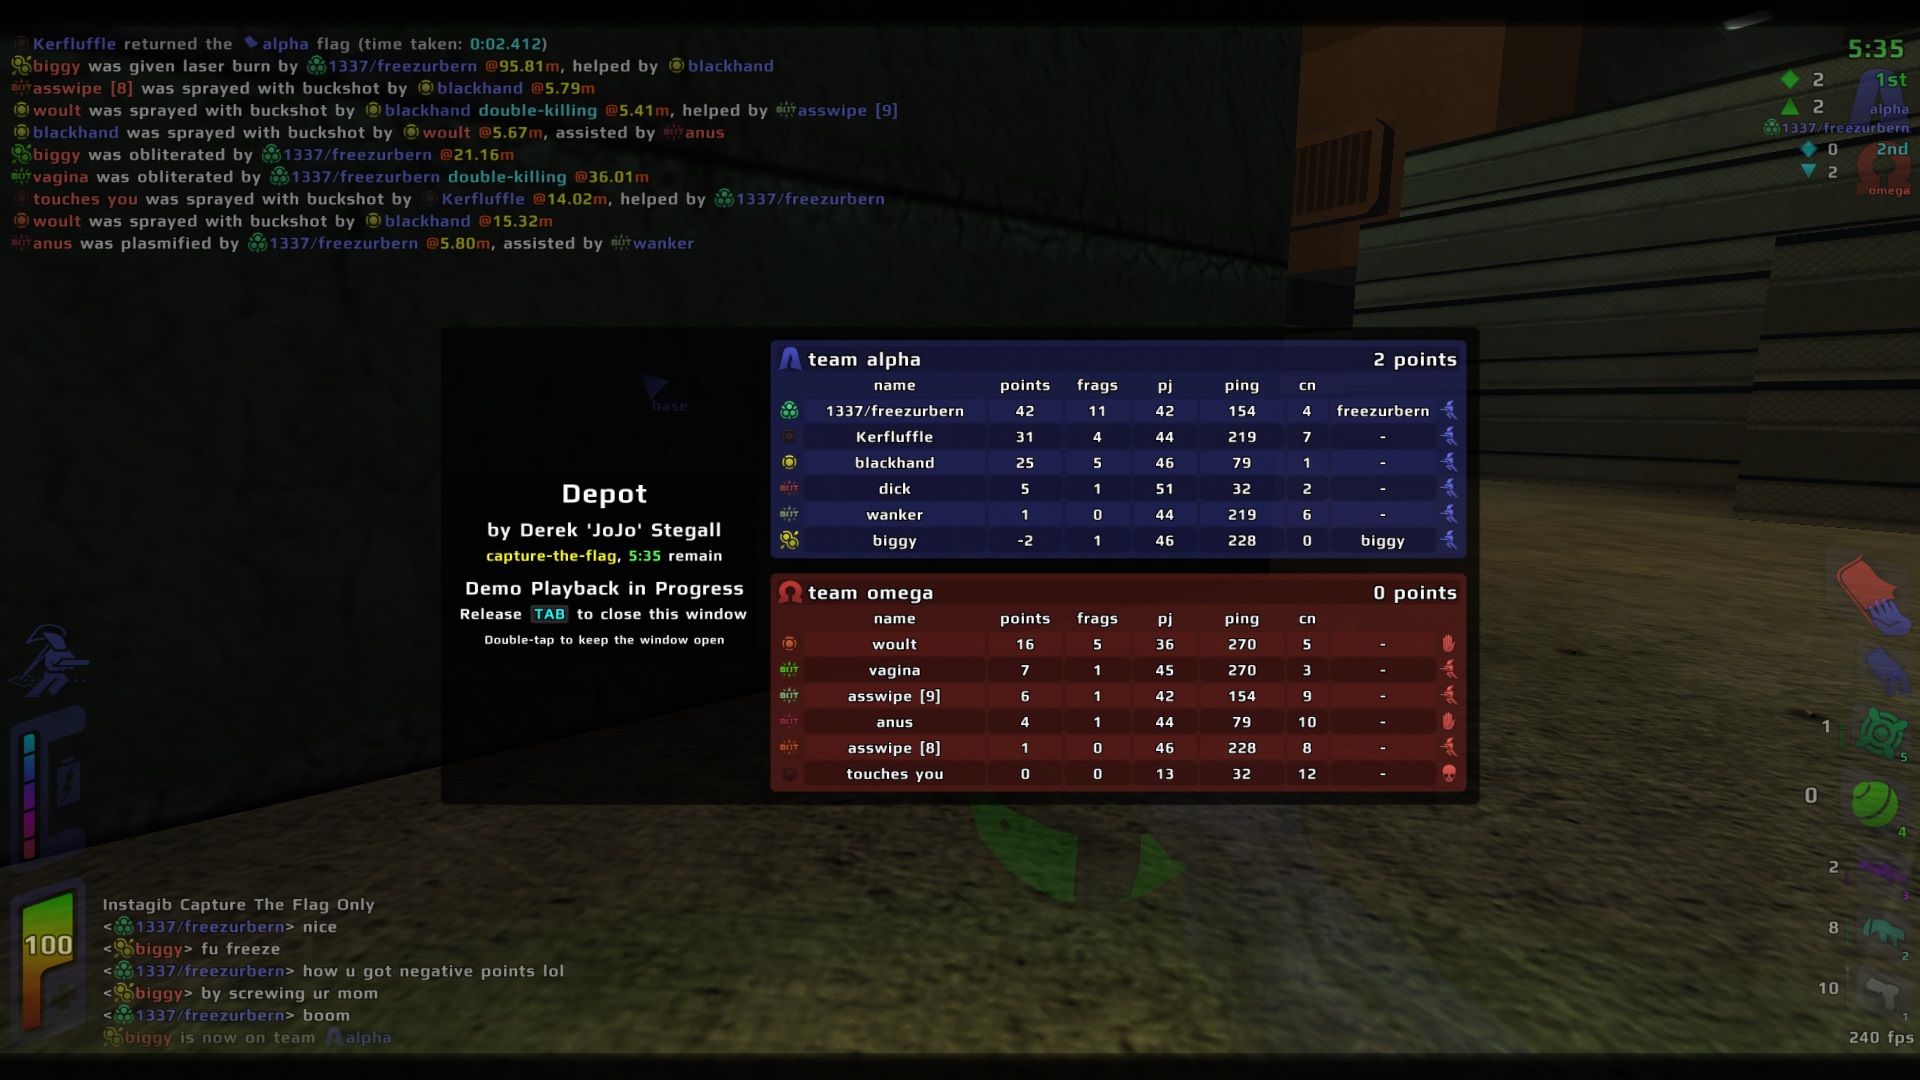 Kerfluffle returned the alpha flag (time taken: 0:02.412)
biggy was given laser burn by 1337/freezurbern @95.81m, helped by blackhand
asswipe [8] was sprayed with buckshot by blackhand @5.79m
woult was sprayed with buckshot by blackhand double-killing @5.41m, helped by asswipe [9]
blackhand was sprayed with buckshot by woult @5.67m, assisted by anus
biggy was obliterated by 1337/freezurbern @21.16m
vagina was obliterated by 1337/freezurbern double-killing @36.01m
touches you was sprayed with buckshot by Kerfluffle @14.02m, helped by 1337/freezurbern
woult was sprayed with buckshot by blackhand @15.32m
anus was plasmified by 1337/freezurbern @5.80m, assisted by wanker
5:35
2 1st
2 alpha
1337/freezurbern
0 2nd
2 omega
base
Depot
by Derek 'JoJo' Stegall
capture-the-flag, 5:35 remain
Demo Playback in Progress
Release TAB to close this window
Double-tap to keep the window open
team alpha 2 points
name points frags pj ping cn
1337/freezurbern 42 11 42 154 4 freezurbern
Kerfluffle 31 4 44 219 7 -
blackhand 25 5 46 79 1 -
BOT dick 5 1 51 32 2 -
BOT wanker 1 0 44 219 6 -
biggy -2 1 46 228 0 biggy
team omega 0 points
name points frags pj ping cn
woult 16 5 36 270 5 -
BOT vagina 7 1 45 270 3 -
BOT asswipe [9] 6 1 42 154 9 -
BOT anus 4 1 44 79 10 -
BOT asswipe [8] 1 0 46 228 8 -
touches you 0 0 13 32 12 -
1 5
0 4
2 3
8 2
10 1
240 fps
100
Instagib Capture The Flag Only
<1337/freezurbern> nice
<biggy> fu freeze
<1337/freezurbern> how u got negative points lol
<biggy> by screwing ur mom
<1337/freezurbern> boom
biggy is now on team alpha